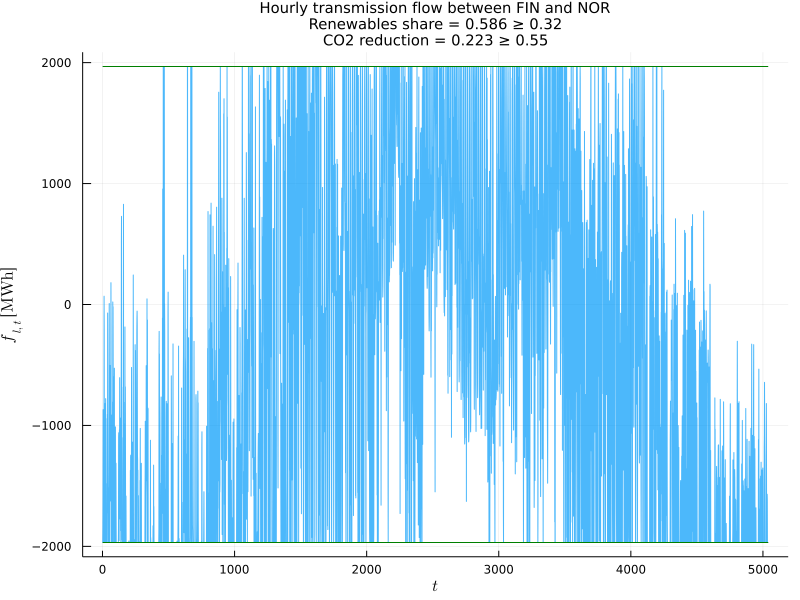 Hourly transmission flow between FIN and NOR
Renewables share = 0.586 ≥ 0.32
CO2 reduction = 0.223 ≥ 0.55
2000
1000
0
−1000
−2000
f_{l,t} [MWh]
0 1000 2000 3000 4000 5000
t